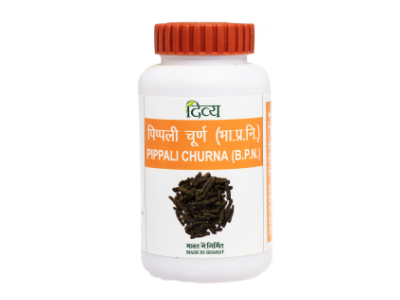 दिव्य
पिप्पली चूर्ण (भा.प्र.नि.)
PIPPALI CHURNA (B.P.N.)
भारत में निर्मित
MADE IN BHARAT